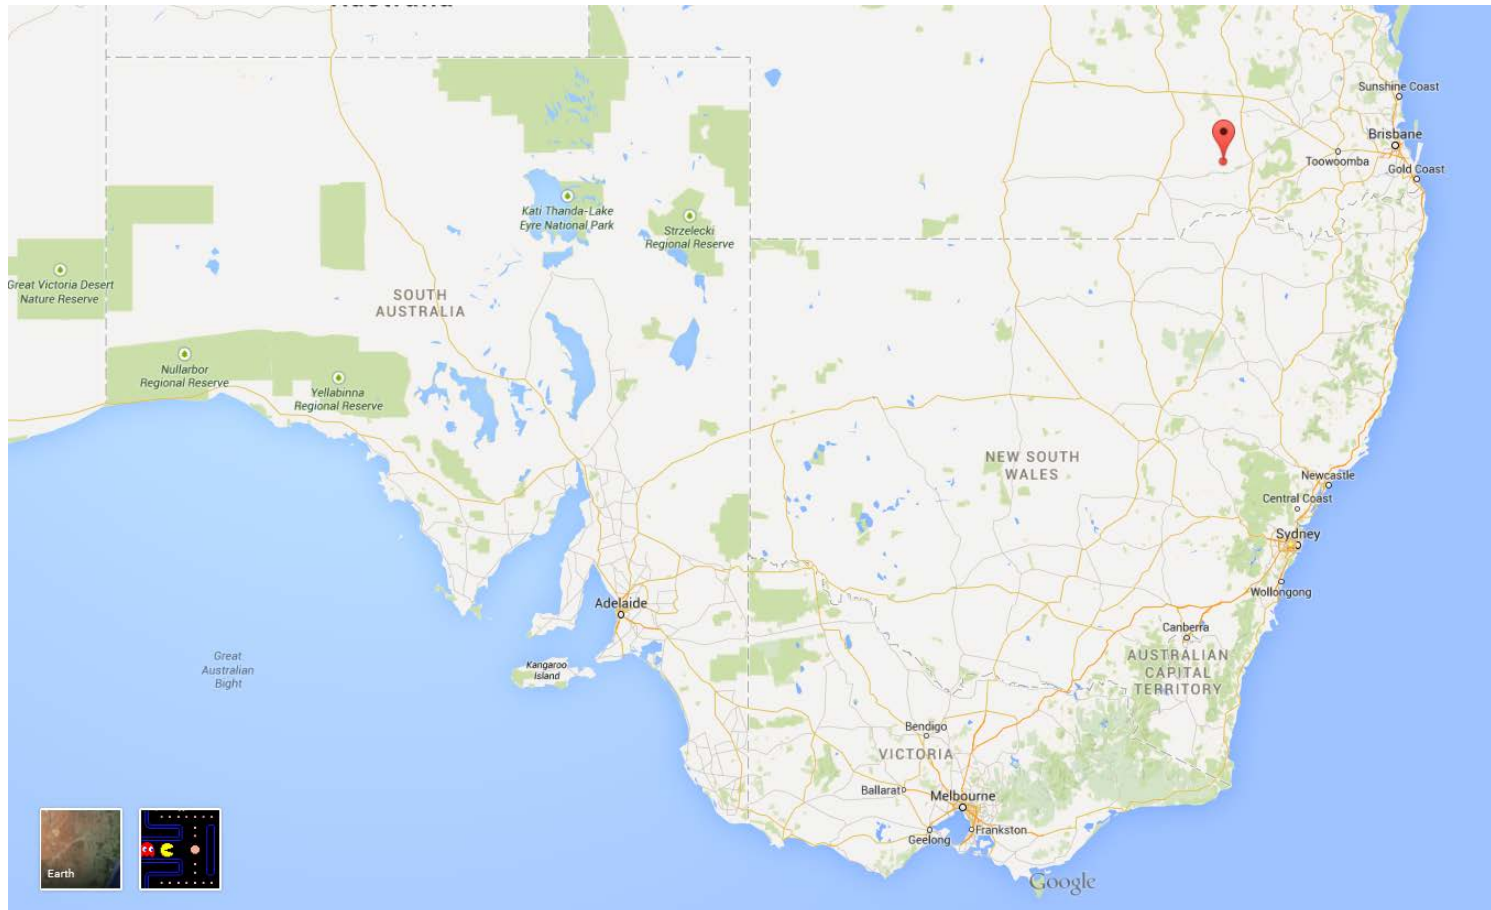 Australia
Sunshine Coast
Brisbane
Toowoomba
Gold Coast
Kati Thanda-Lake
Eyre National Park
Strzelecki
Regional Reserve
Great Victoria Desert
Nature Reserve
SOUTH
AUSTRALIA
Nullarbor
Regional Reserve
Yellabinna
Regional Reserve
NEW SOUTH
WALES
Newcastle
Central Coast
Sydney
Wollongong
Adelaide
Canberra
AUSTRALIAN
CAPITAL
TERRITORY
Great
Australian
Bight
Kangaroo
Island
Bendigo
VICTORIA
Ballarat
Melbourne
Geelong
Frankston
Earth
Google